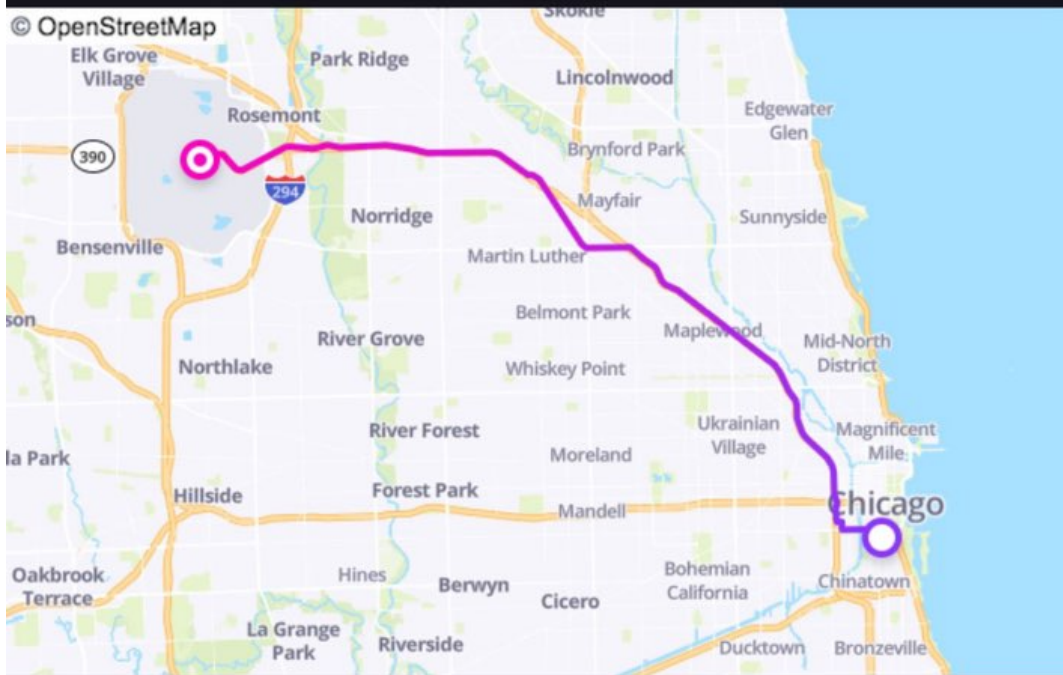 Skokie
© OpenStreetMap
Elk Grove
Village
Park Ridge
Lincolnwood
Rosemont
Edgewater
Glen
390
Brynford Park
294
Mayfair
Norridge
Sunnyside
Bensenville
Martin Luther
son
Belmont Park
River Grove
Maplewood
Mid-North
District
Northlake
Whiskey Point
Ukrainian
Village
River Forest
Magnificent
Mile
la Park
Moreland
Hillside
Forest Park
Chicago
Mandell
Oakbrook
Terrace
Hines
Berwyn
Bohemian
California
Chinatown
Cicero
La Grange
Park
Riverside
Ducktown
Bronzeville